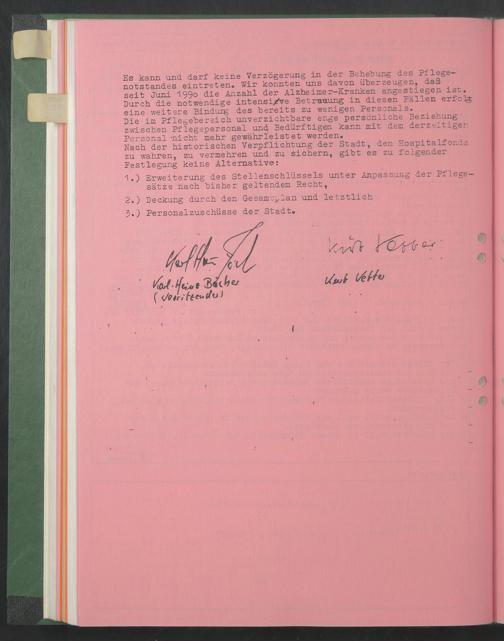 Es kann und darf keine Verzögerung in der Behebung des Pflege-
notstandes eintreten. Wir konnten uns davon überzeugen, daß
seit Juni 199o die Anzahl der Alzheimer-Kranken angestiegen ist.
Durch die notwendige intensive Betreuung in diesen Fällen erfolgt
eine weitere Bindung des bereits zu wenigen Personals.
Die im Pflegebereich unverzichtbare enge persönliche Beziehung
zwischen Pflegepersonal und Bedürftigen kann mit dem derzeitigen
Personal nicht mehr gewährleistet werden.
Nach der historischen Verpflichtung der Stadt, den Hospitalfonds
zu wahren, zu vermehren und zu sichern, gibt es zu folgender
Festlegung keine Alternative:
1.) Erweiterung des Stellenschlüssels unter Anpassung der Pflege-
sätze nach bisher geltendem Recht,
2.) Deckung durch den Gesamtplan und letztlich
3.) Personalzuschüsse der Stadt.
Kurt Vetter
Karl-Heinz Bücher
(Vorsitzender)
Kurt Vetter